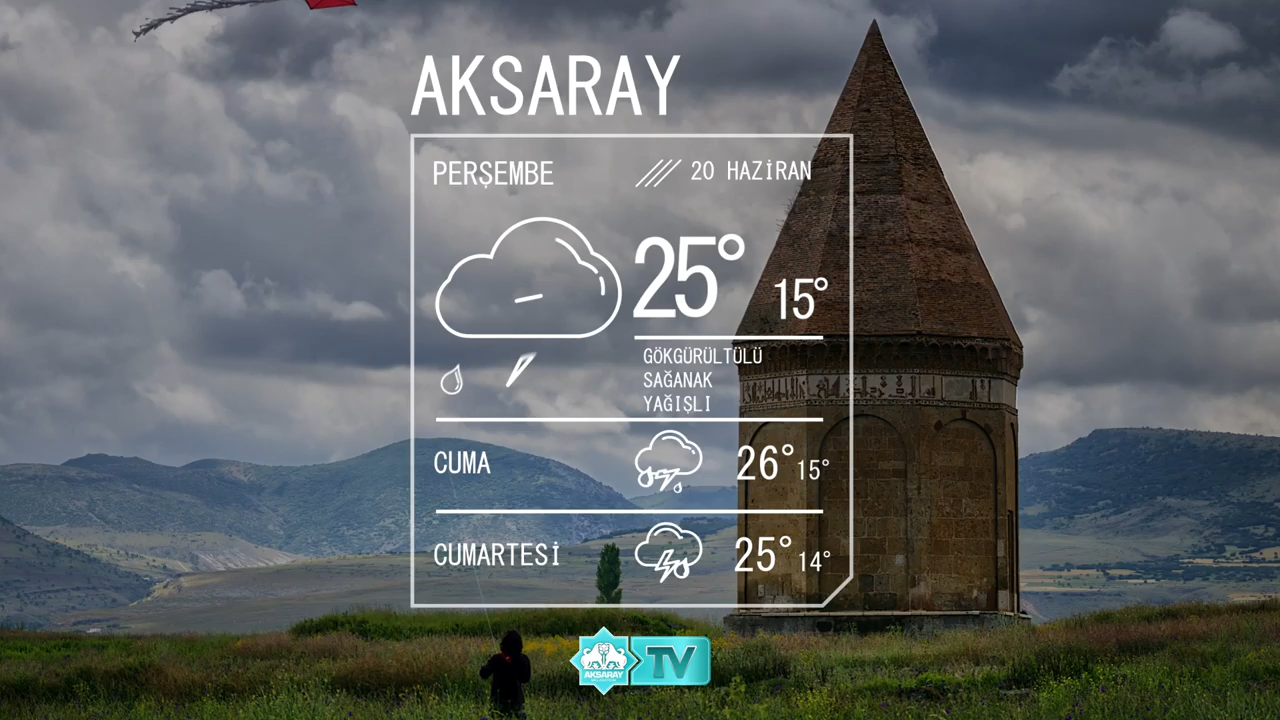 AKSARAY
PERŞEMBE
20 HAZİRAN
25°
15°
GÖKGÜRÜLTÜLÜ
SAĞANAK
YAĞIŞLI
CUMA
26° 15°
CUMARTESİ
25° 14°
AKSARAY
TV